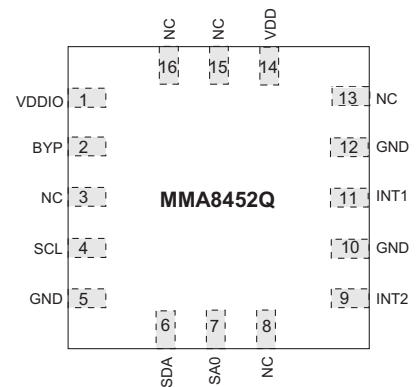 NC
NC
VDD
16
15
14
VDDIO 1
13 NC
BYP 2
12 GND
NC 3
MMA8452Q
11 INT1
SCL 4
10 GND
GND 5
9 INT2
6
7
8
SDA
SA0
NC